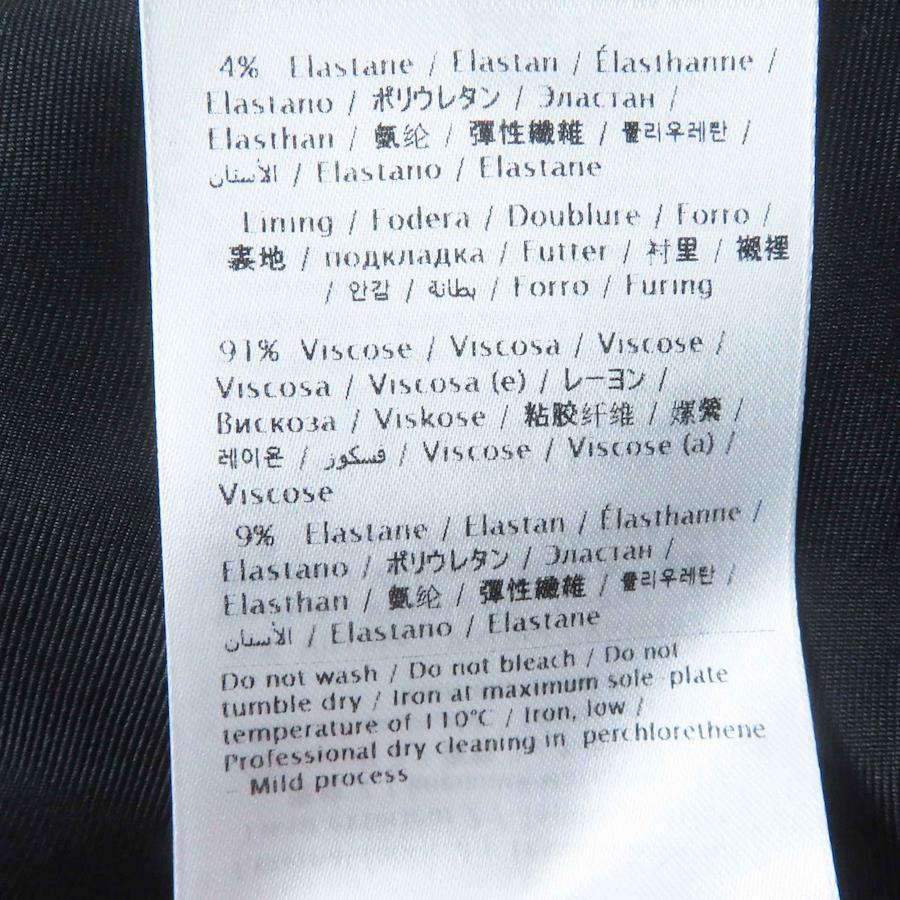 4% Elastane / Elastan / Élasthanne /
Elastano / ポリウレタン / Эластан /
Elasthan / 氨纶 / 彈性纖維 / 폴리우레탄 /
الأستان / Elastano / Elastane
Lining / Fodera / Doublure / Forro /
裏地 / подкладка / Futter / 衬里 / 襯裡
/ 안감 / بطانة / Forro / Furing
91% Viscose / Viscosa / Viscose /
Viscosa / Viscosa (e) / レーヨン /
Вискоза / Viskose / 粘胶纤维 / 嫘縈 /
레이온 / فسكوز / Viscose / Viscose (a) /
Viscose
9% Elastane / Elastan / Élasthanne /
Elastano / ポリウレタン / Эластан /
Elasthan / 氨纶 / 彈性纖維 / 폴리우레탄 /
الأستان / Elastano / Elastane
Do not wash / Do not bleach / Do not
tumble dry / Iron at maximum sole-plate
temperature of 110°C / Iron, low /
Professional dry cleaning in perchlorethene
- Mild process